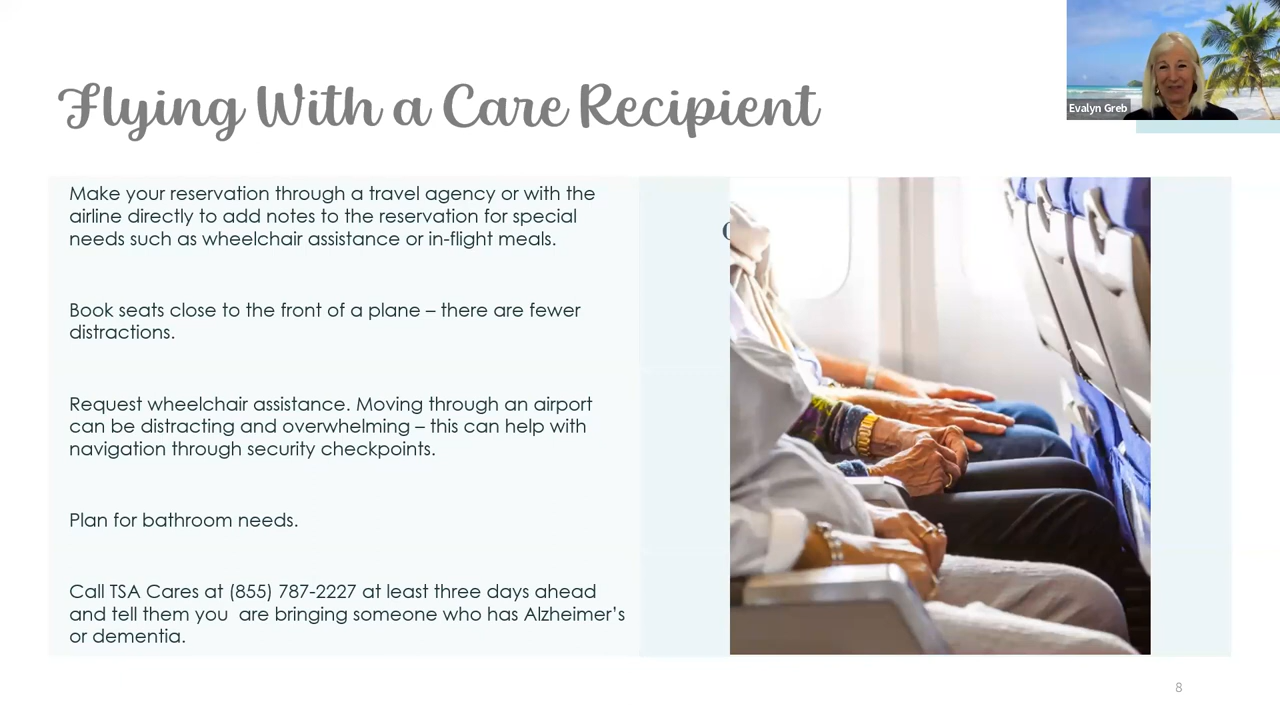 Flying With a Care Recipient
Evalyn Greb
Make your reservation through a travel agency or with the
airline directly to add notes to the reservation for special
needs such as wheelchair assistance or in-flight meals.
Book seats close to the front of a plane – there are fewer
distractions.
Request wheelchair assistance. Moving through an airport
can be distracting and overwhelming – this can help with
navigation through security checkpoints.
Plan for bathroom needs.
Call TSA Cares at (855) 787-2227 at least three days ahead
and tell them you  are bringing someone who has Alzheimer’s
or dementia.
8